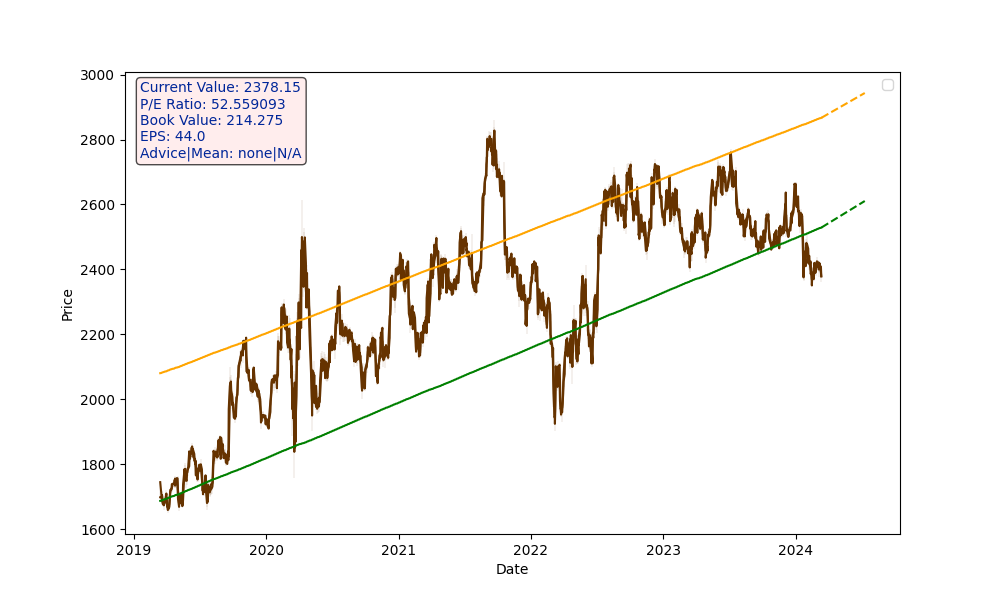 Current Value: 2378.15
P/E Ratio: 52.559093
Book Value: 214.275
EPS: 44.0
Advice|Mean: none|N/A
3000
2800
2600
2400
2200
2000
1800
1600
Price
2019 2020 2021 2022 2023 2024
Date